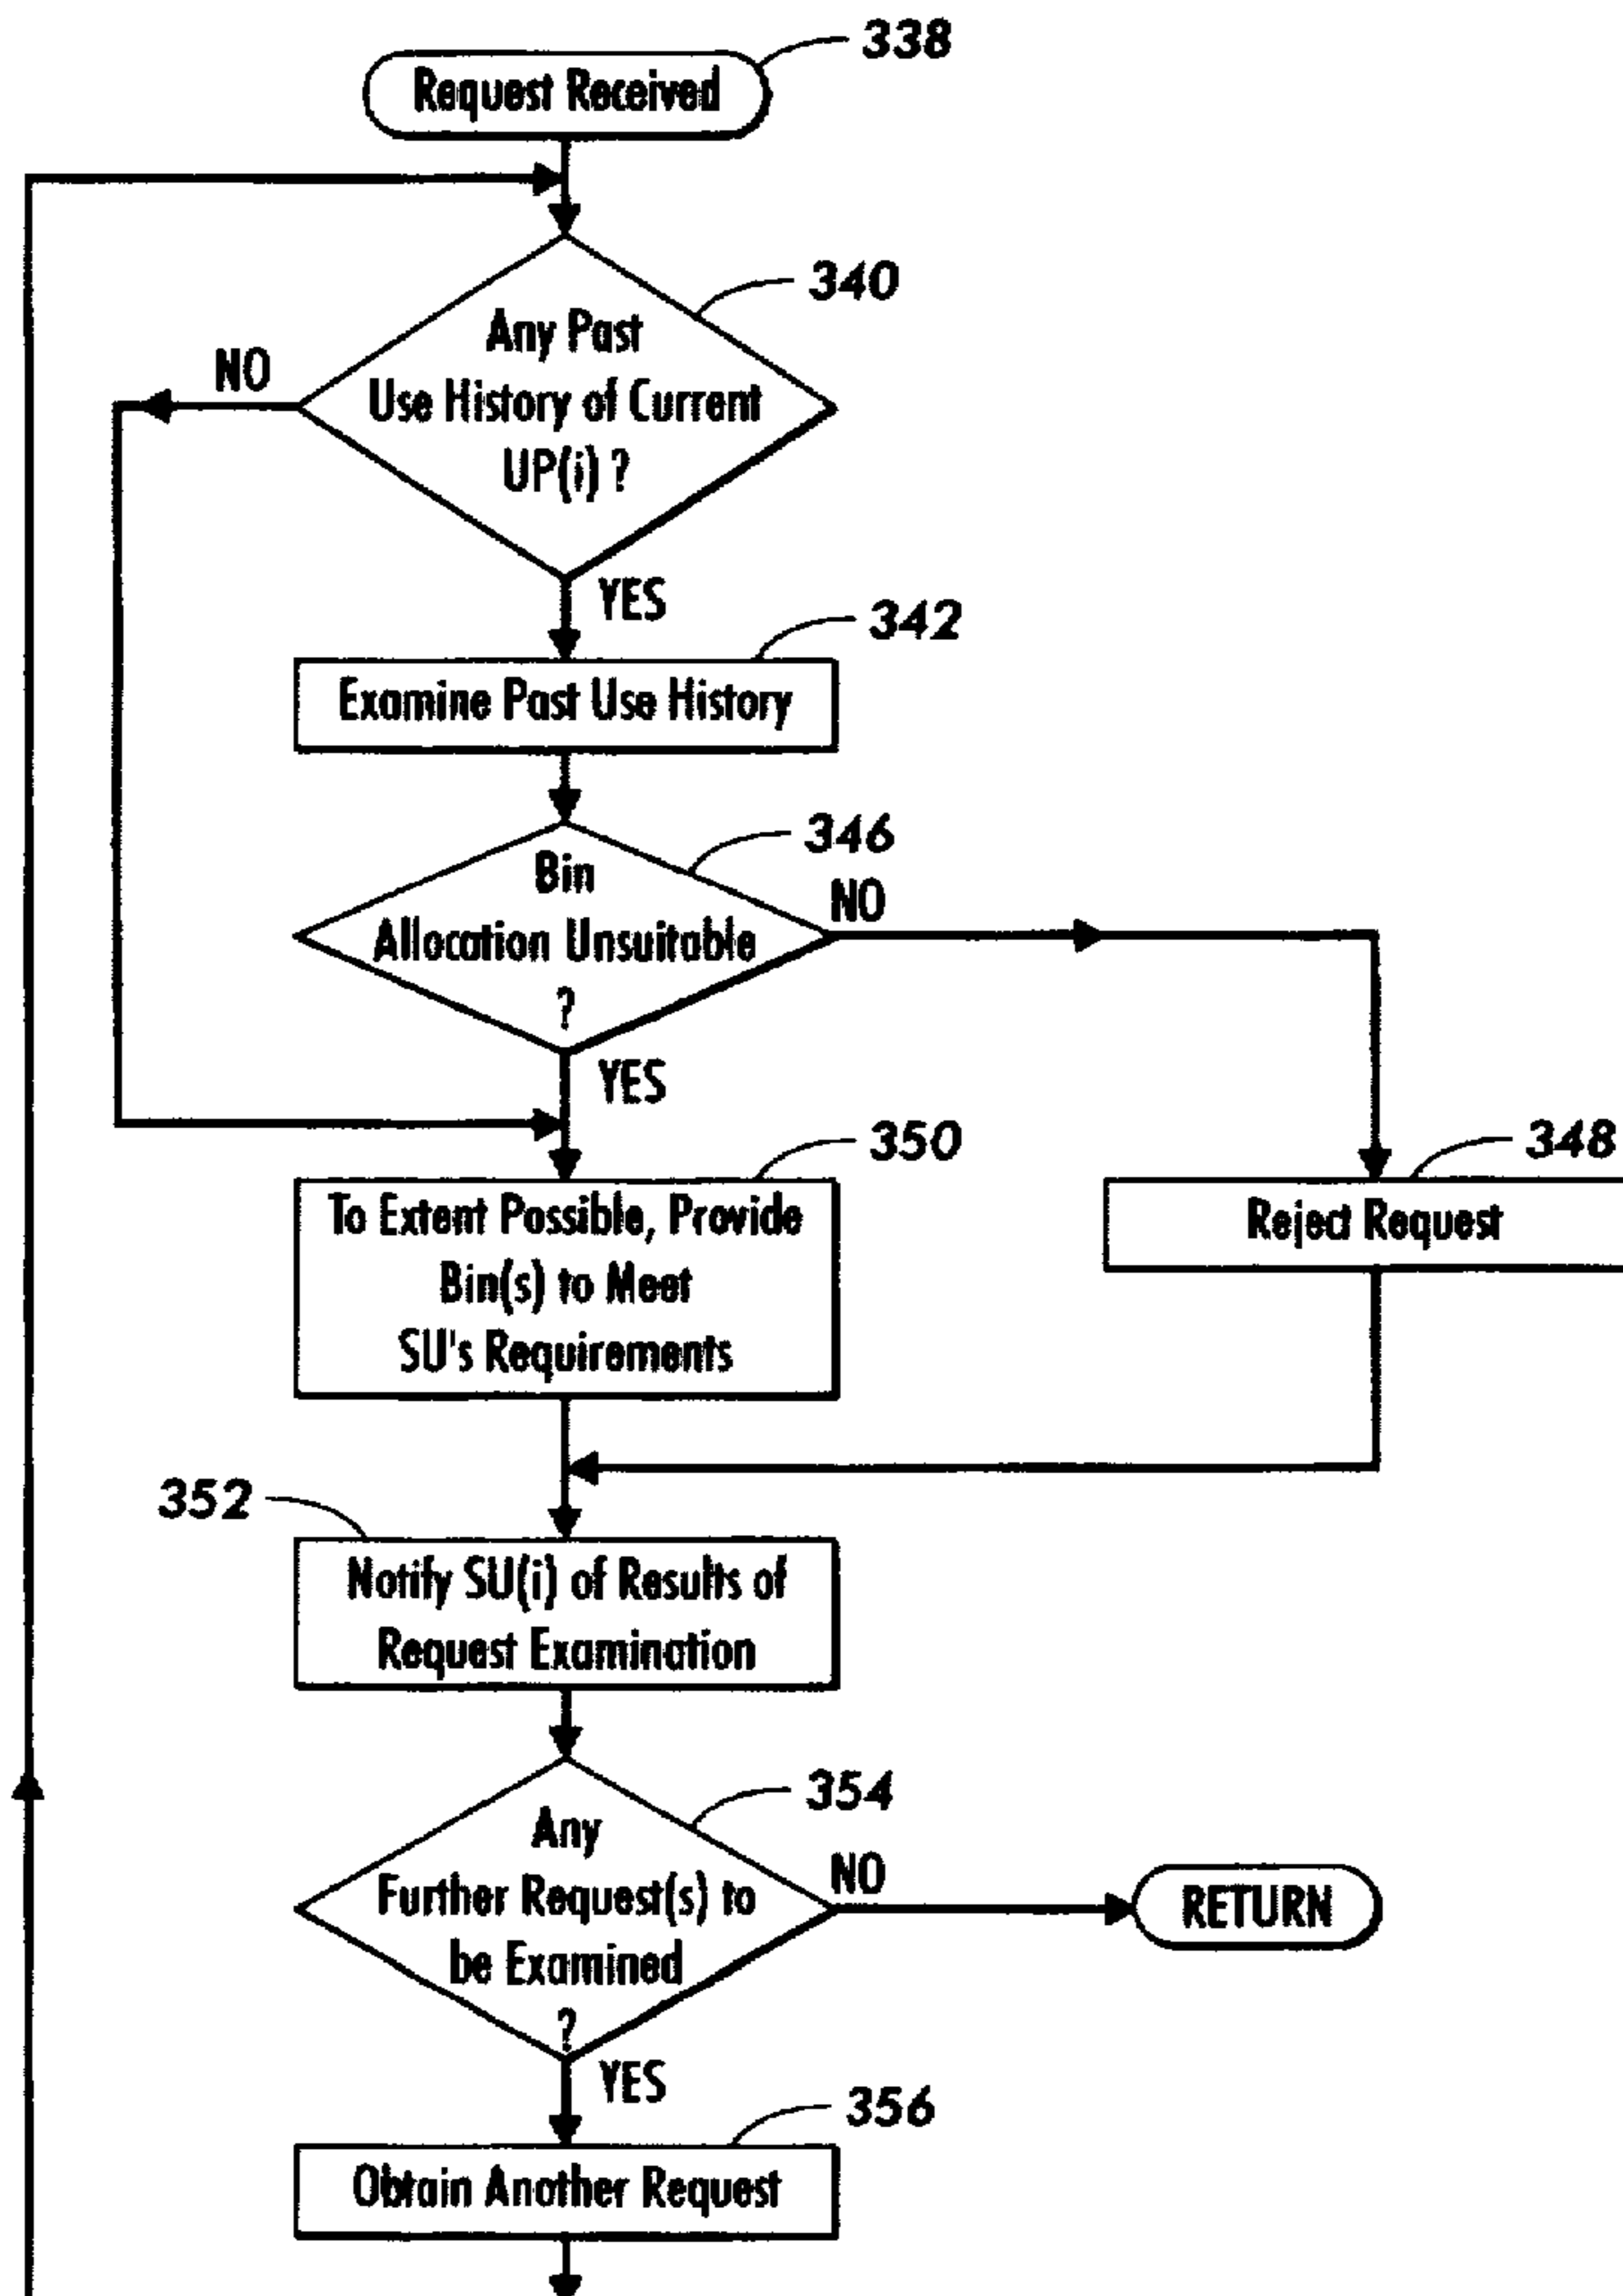 338
Request Received
340
Any Past
Use History of Current
UP(i) ?
NO
YES
342
Examine Past Use History
346
Bin
Allocation Unsuitable
?
NO
YES
350
To Extent Possible, Provide
Bin(s) to Meet
SU's Requirements
348
Reject Request
352
Notify SU(i) of Results of
Request Examination
354
Any
Further Request(s) to
be Examined
?
NO
RETURN
YES
356
Obtain Another Request